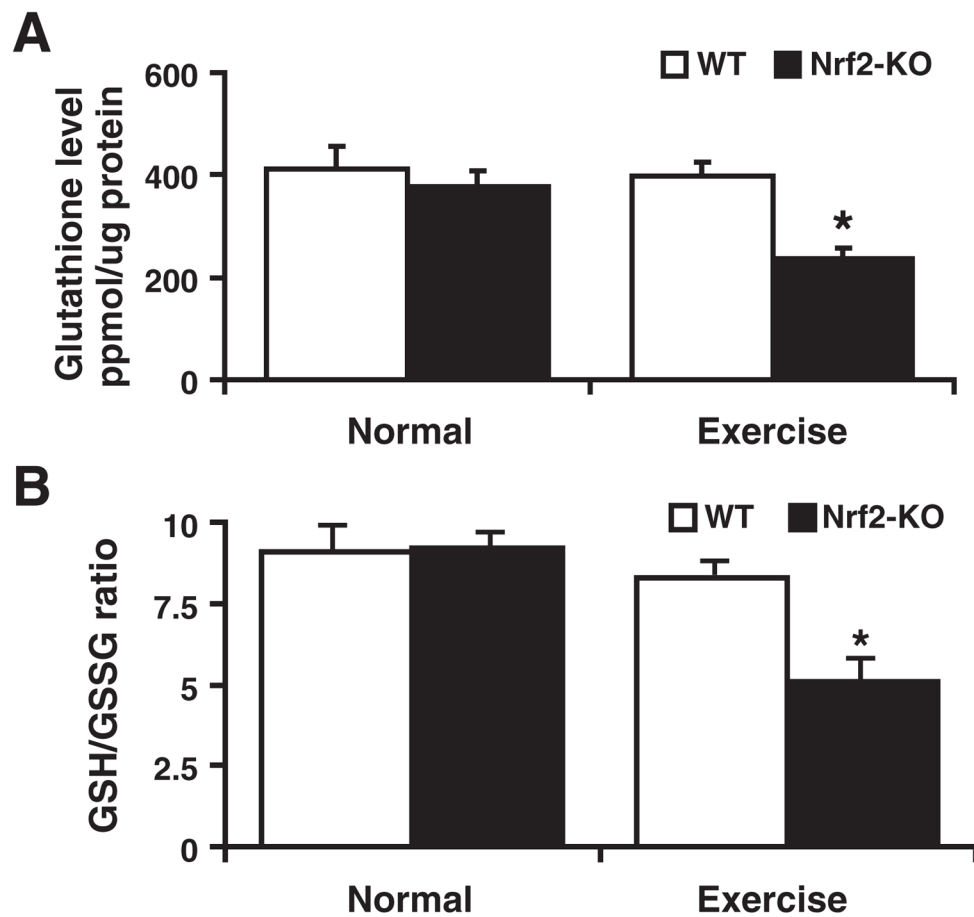 A
WT Nrf2-KO
Glutathione level
ppmol/ug protein
600
400
200
0
*
Normal Exercise
B
WT Nrf2-KO
GSH/GSSG ratio
10
7.5
5
2.5
0
*
Normal Exercise